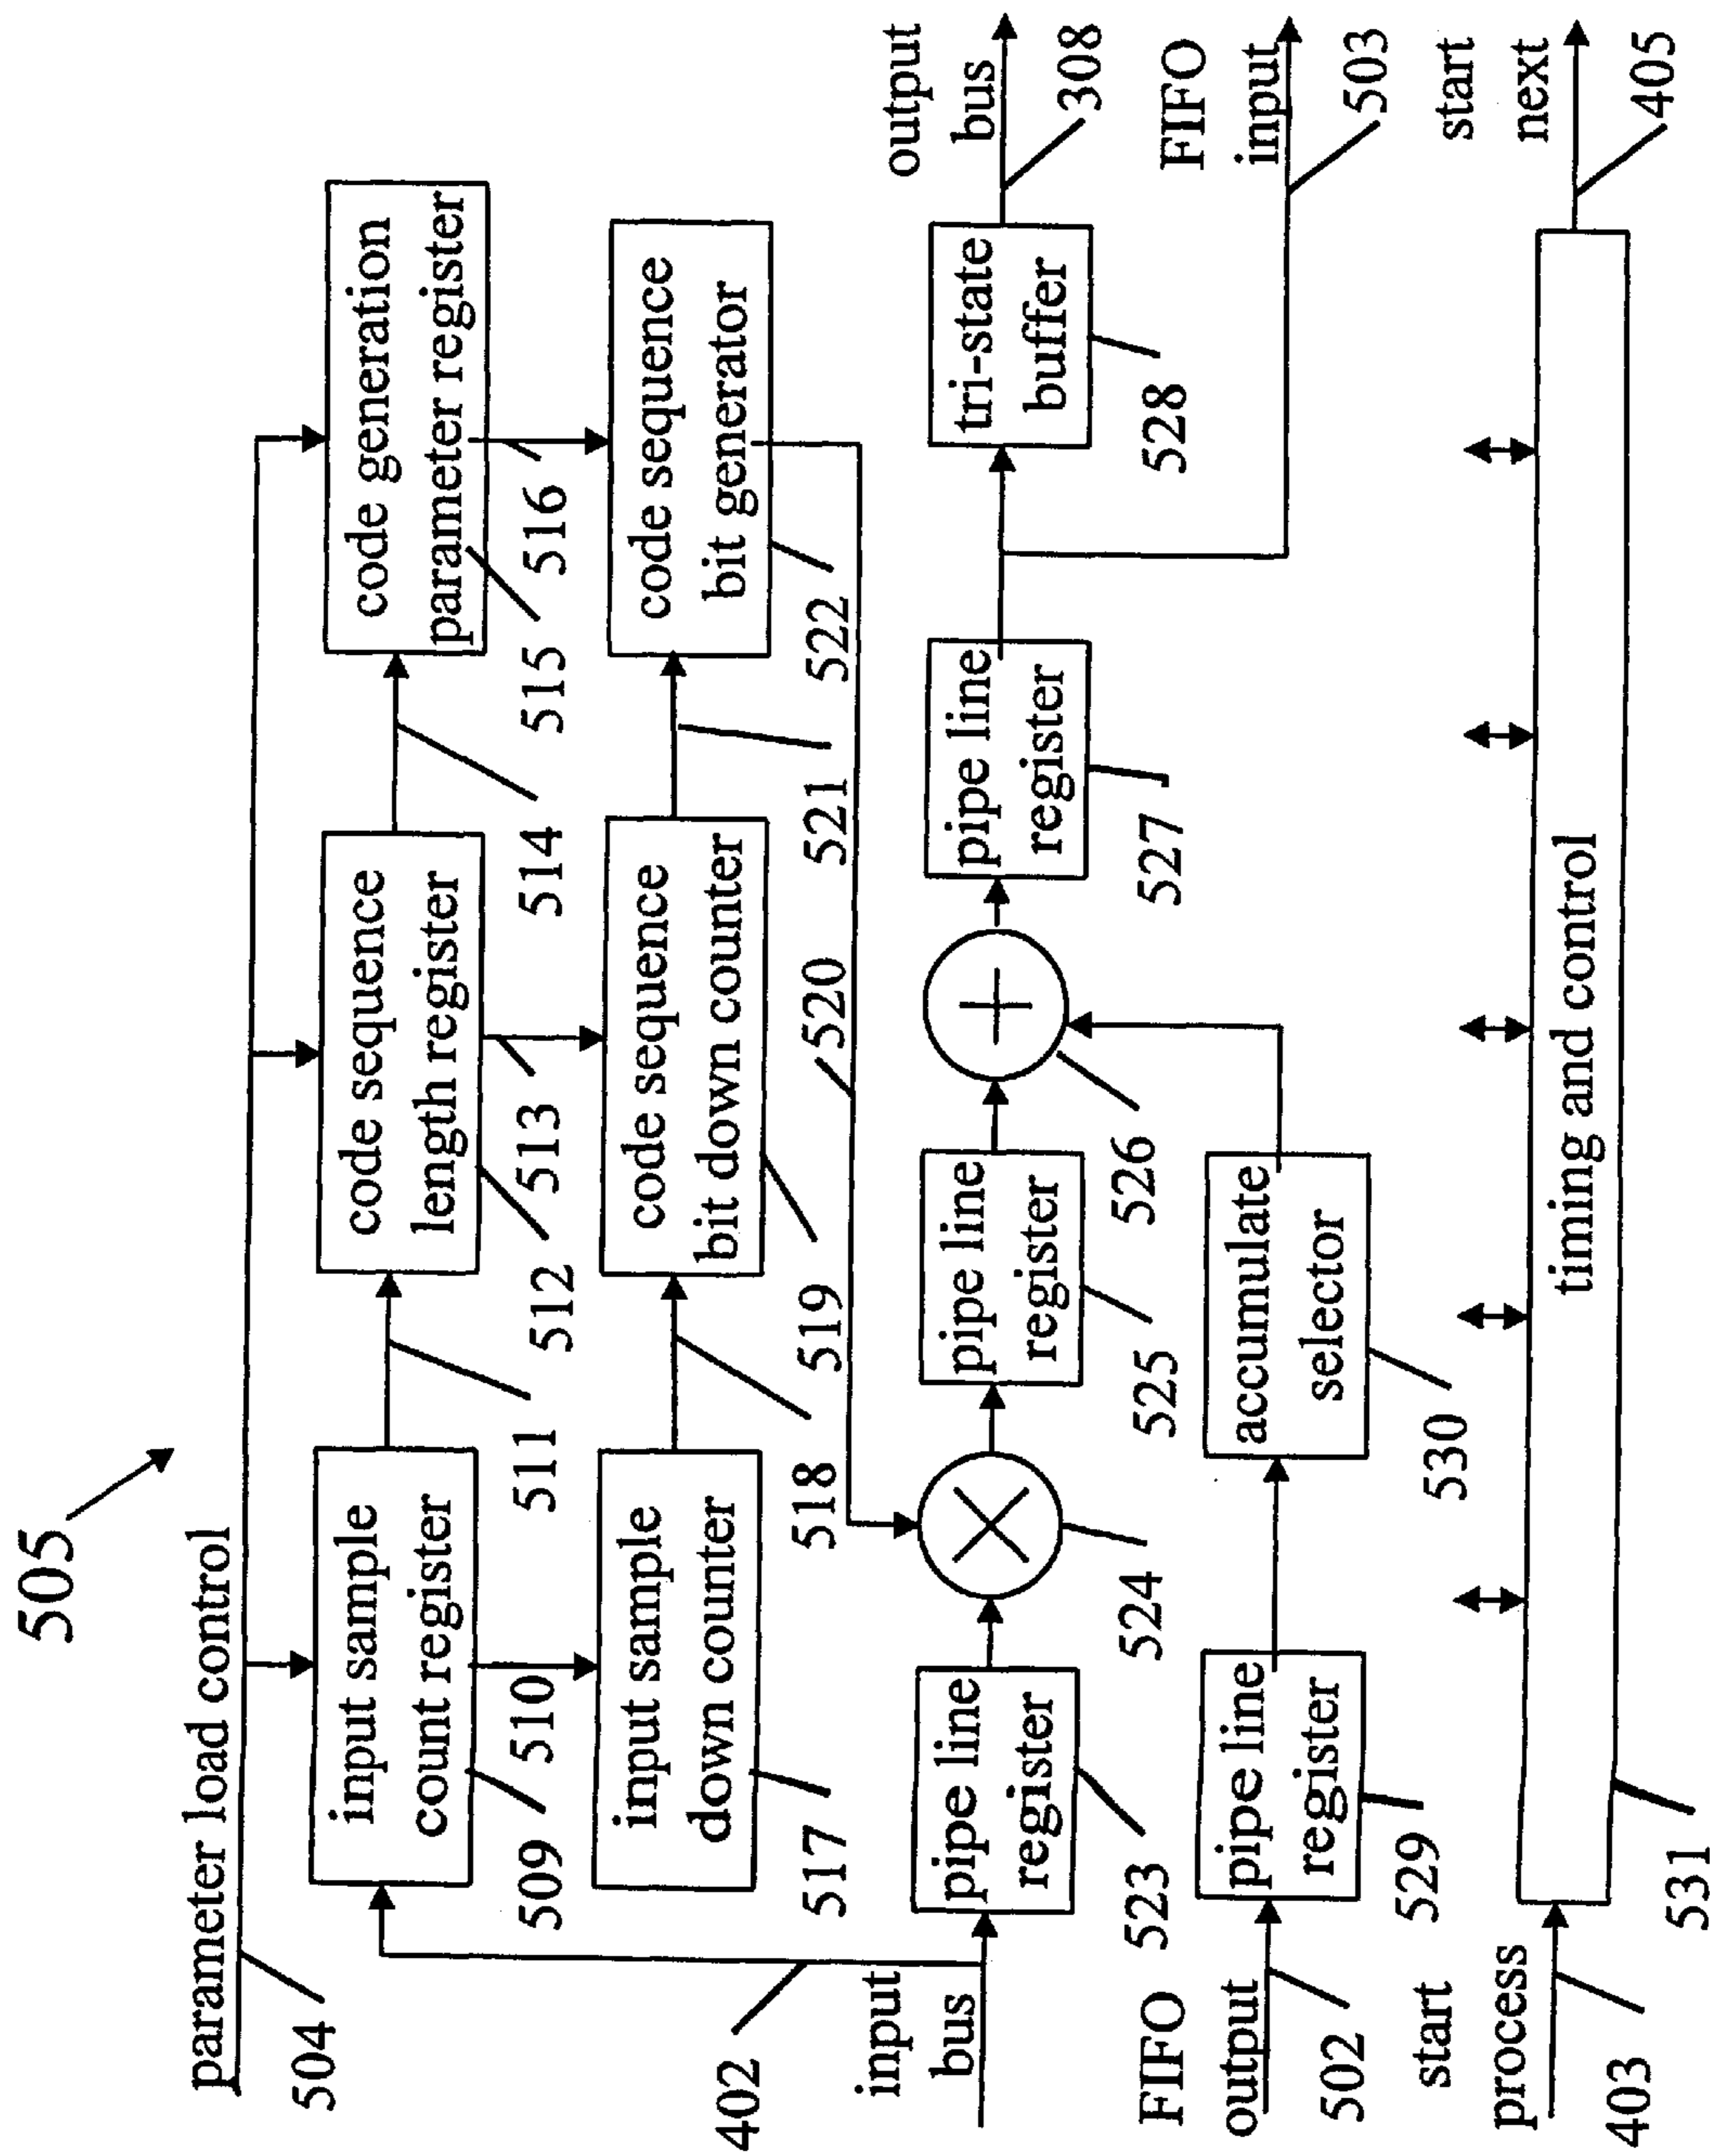 505
parameter load control
504
input sample
count register
509
510
511
code sequence
length register
512
513
514
code generation
parameter register
515
516
input sample
down counter
517
518
code sequence
bit down counter
519
520
521
code sequence
bit generator
522
402
input
bus
pipe line
register
523
524
pipe line
register
525
526
pipe line
register
527
tri-state
buffer
528
output
bus
308
FIFO
output
502
pipe line
register
529
accumulate
selector
530
FIFO
input
503
start
process
403
timing and control
531
start
next
405